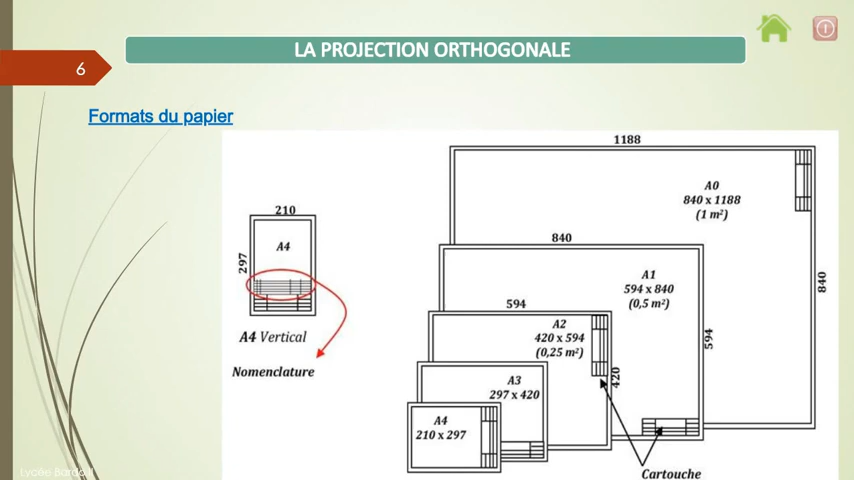 LA PROJECTION ORTHOGONALE
6
Formats du papier
1188
A0
840 x 1188
(1 m²)
210
A4
297
840
A1
594 x 840
(0,5 m²)
840
594
A2
420 x 594
(0,25 m²)
594
A4 Vertical
Nomenclature
A3
297 x 420
420
A4
210 x 297
Cartouche